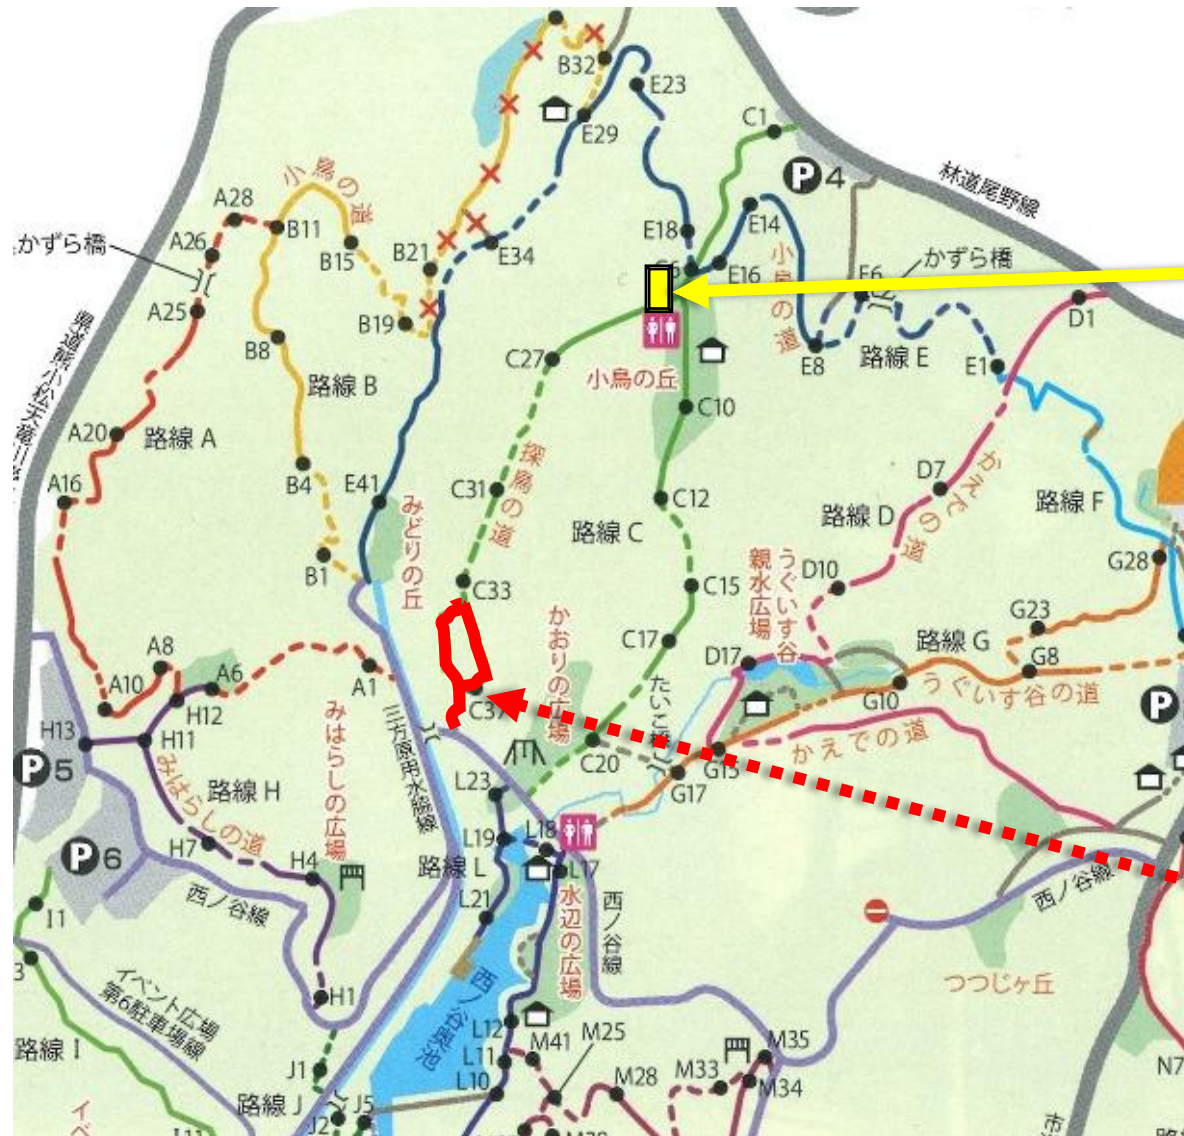 B32
E23
E29
C1
P4
林道尾野線
小鳥の道
A28
B11
A26
かずら橋
B15
B21
E34
E18
E14
E16
C6
小鳥の道
E6
かずら橋
D1
A25
B19
B8
C27
小鳥の丘
E8
路線 E
E1
路線 B
C10
A20
路線 A
A16
B4
E41
C31
探鳥の道
C12
路線 C
D7
かえでの道
路線 D
路線 F
みどりの丘
B1
C33
C15
D10
G28
うぐいす谷
親水広場
G23
路線 G
かおりの広場
C17
D17
G8
A8
A6
A10
A1
H12
C37
たいこ橋
G10
うぐいす谷の道
H13
H11
みはらしの道
みはらしの広場
C20
G15
かえでの道
P
P5
路線 H
L23
G17
H7
H4
L19
L18
P6
路線 L
L17
西ノ谷線
I1
L21
水辺の広場
西ノ谷線
西ノ谷線
つつじヶ丘
3
イベント広場
第6駐車場線
H1
西ノ谷奥池
L12
M25
M35
路線 I
L11
M41
J1
L10
M28
M33
M34
N7
路線 J
J5
J2
I11